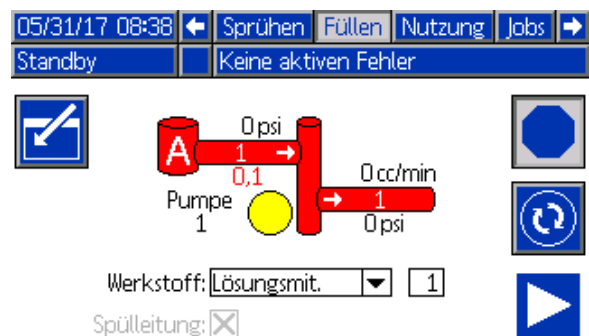 05/31/17 08:38 Sprühen Füllen Nutzung Jobs
Standby Keine aktiven Fehler
0 psi
A 1
0,1
0 cc/min
Pumpe
1
1
0 psi
Werkstoff: Lösungsmit. 1
Spülleitung: